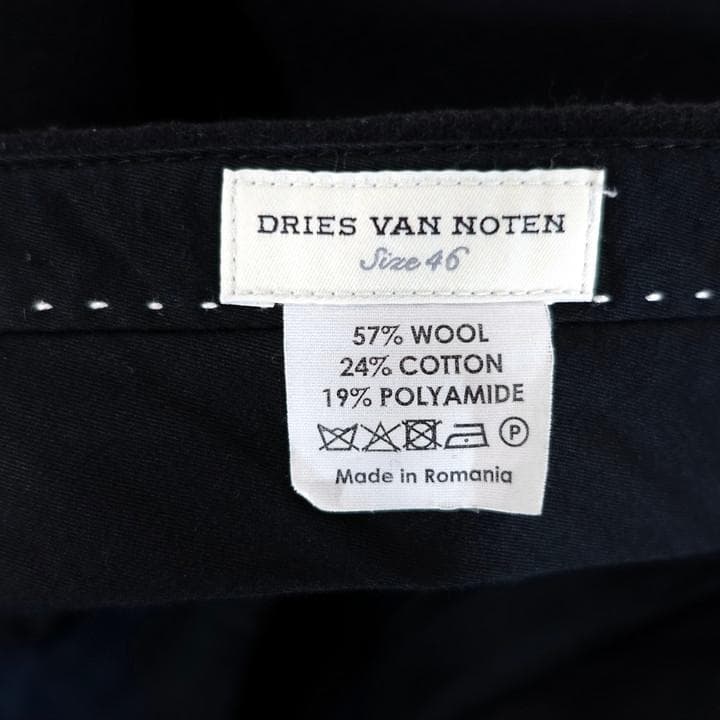 DRIES VAN NOTEN
Size 46
57% WOOL
24% COTTON
19% POLYAMIDE
P
Made in Romania